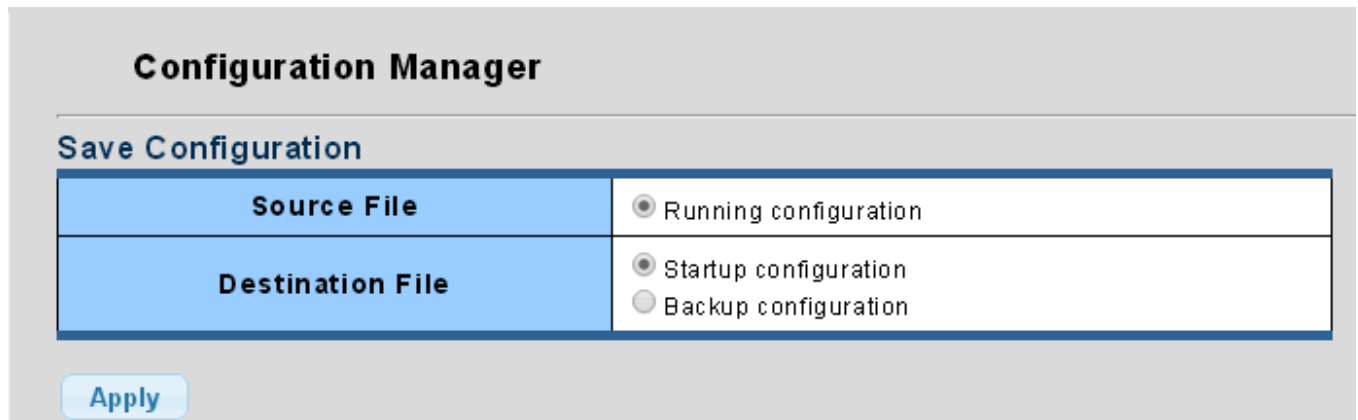 Configuration Manager
Save Configuration
Source File
Running configuration
Destination File
Startup configuration
Backup configuration
Apply